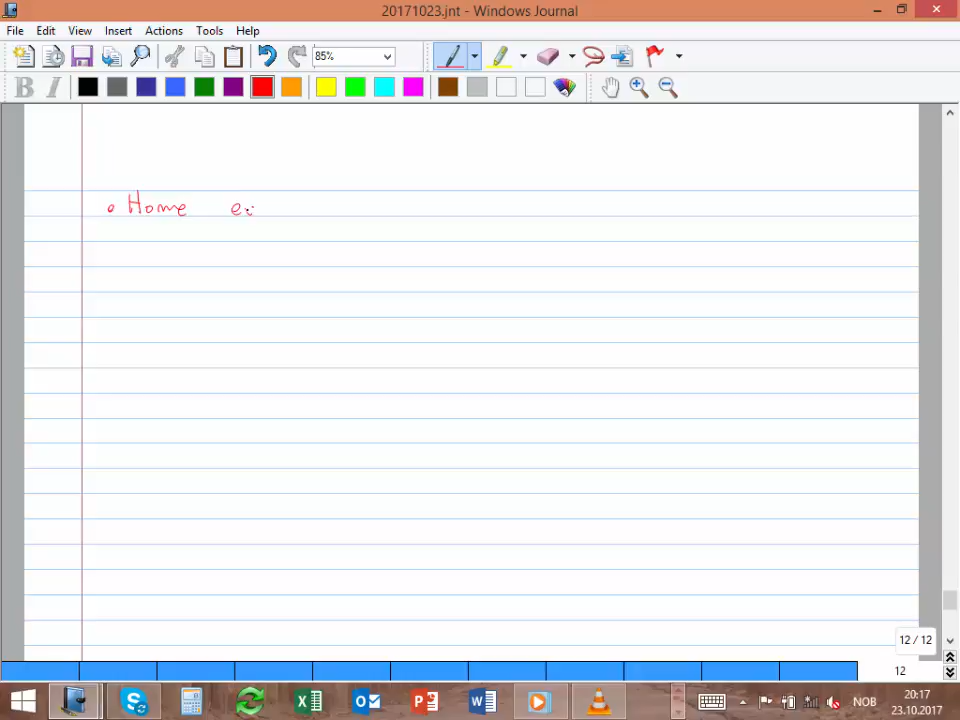 20171023.jnt - Windows Journal
File Edit View Insert Actions Tools Help
85%
B I
Home
12 / 12
12
NOB
20:17
23.10.2017